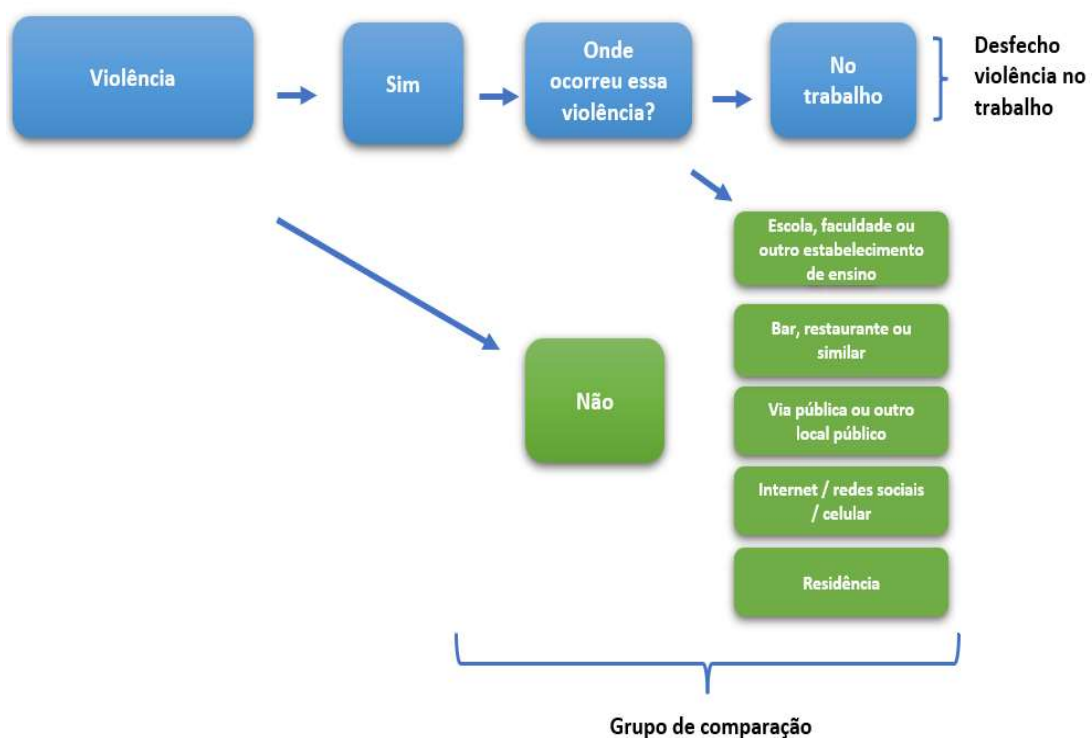 Violência
Sim
Onde
ocorreu essa
violência?
No
trabalho
Desfecho
violência no
trabalho
Escola, faculdade ou
outro estabelecimento
de ensino
Bar, restaurante ou
similar
Não
Via pública ou outro
local público
Internet / redes sociais
/ celular
Residência
Grupo de comparação